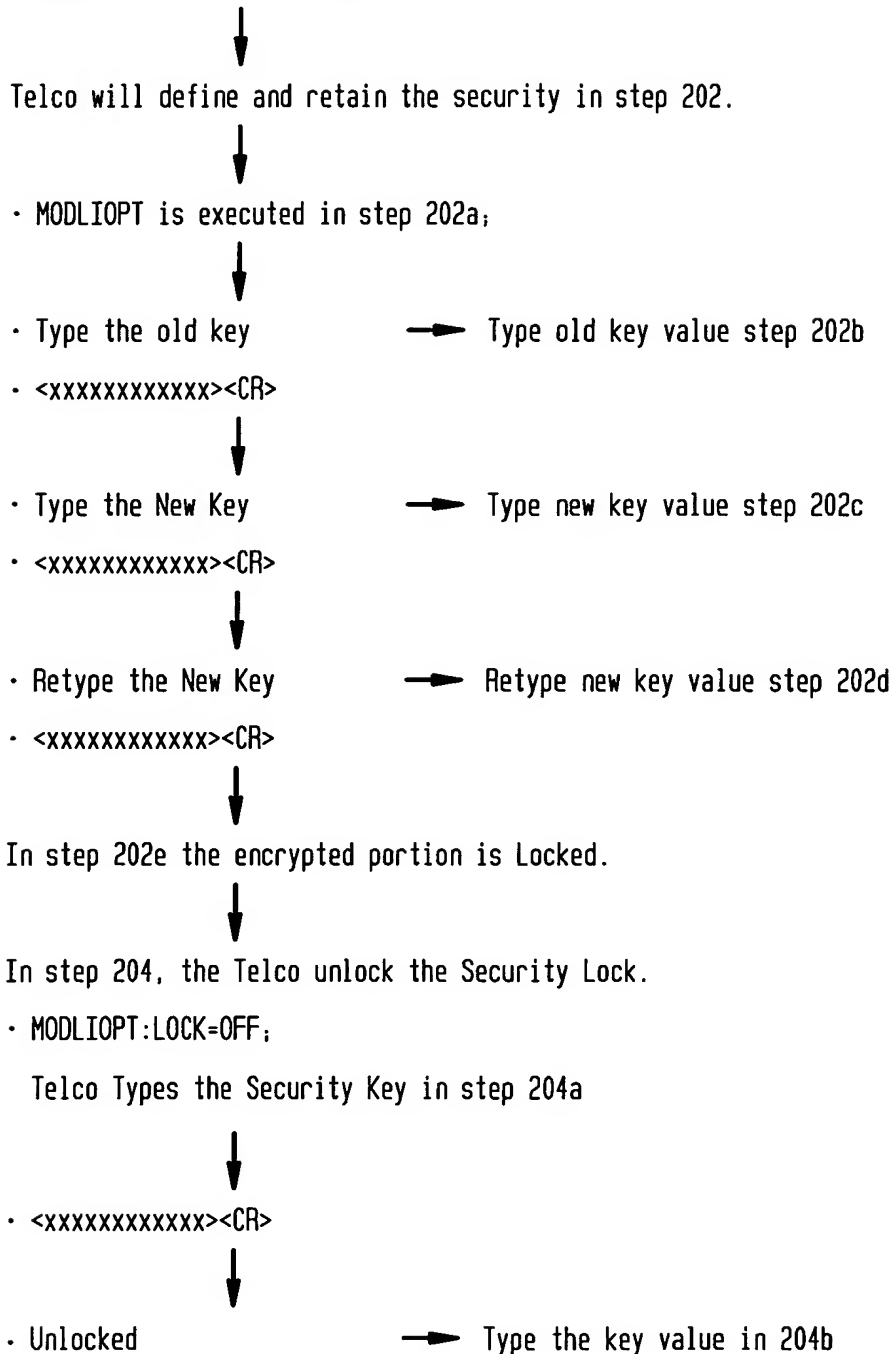 Telco will define and retain the security in step 202.
· MODLIOPT is executed in step 202a;
· Type the old key Type old key value step 202b
· <xxxxxxxxxxxx><CR>
· Type the New Key Type new key value step 202c
· <xxxxxxxxxxxx><CR>
· Retype the New Key Retype new key value step 202d
· <xxxxxxxxxxxx><CR>
In step 202e the encrypted portion is Locked.
In step 204, the Telco unlock the Security Lock.
· MODLIOPT:LOCK=OFF;
Telco Types the Security Key in step 204a
· <xxxxxxxxxxxx><CR>
· Unlocked Type the key value in 204b